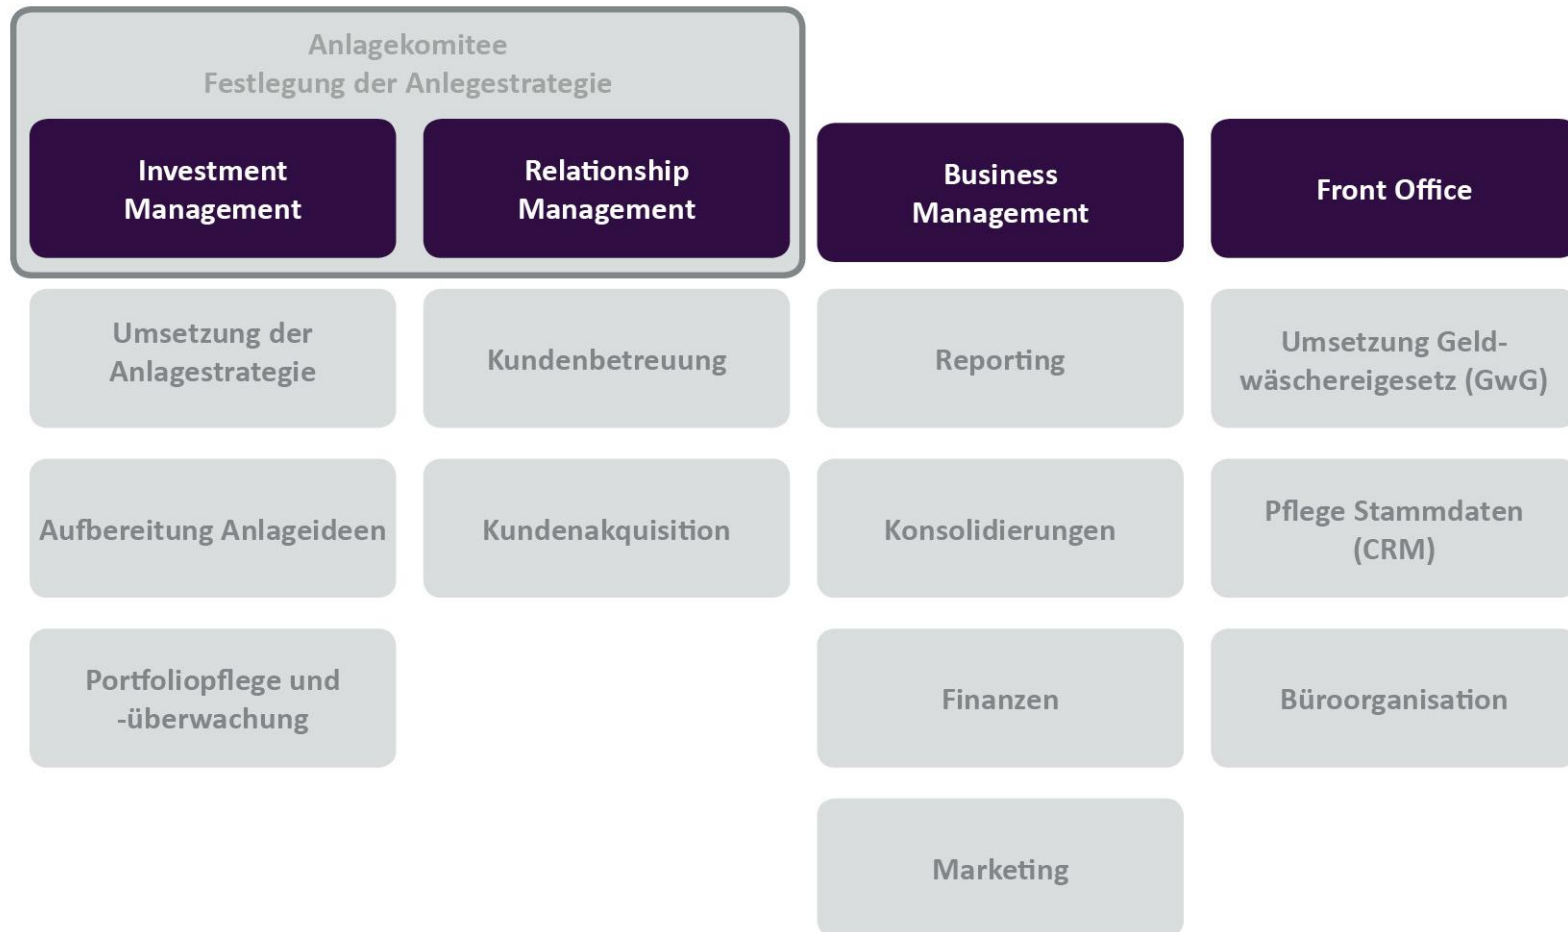 Anlagekomitee
Festlegung der Anlegestrategie
Investment
Management
Relationship
Management
Business
Management
Front Office
Umsetzung der
Anlagestrategie
Kundenbetreuung
Reporting
Umsetzung Geld-
wäschereigesetz (GwG)
Aufbereitung Anlageideen
Kundenakquisition
Konsolidierungen
Pflege Stammdaten
(CRM)
Portfoliopflege und
-überwachung
Finanzen
Büroorganisation
Marketing